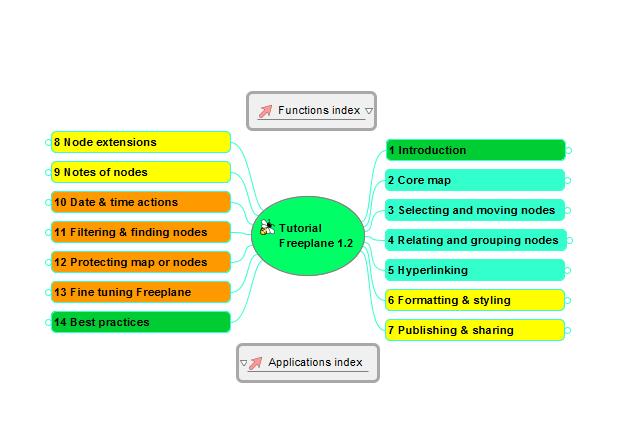 Functions index
8 Node extensions
9 Notes of nodes
10 Date & time actions
11 Filtering & finding nodes
12 Protecting map or nodes
13 Fine tuning Freeplane
14 Best practices
Tutorial
Freeplane 1.2
1 Introduction
2 Core map
3 Selecting and moving nodes
4 Relating and grouping nodes
5 Hyperlinking
6 Formatting & styling
7 Publishing & sharing
Applications index